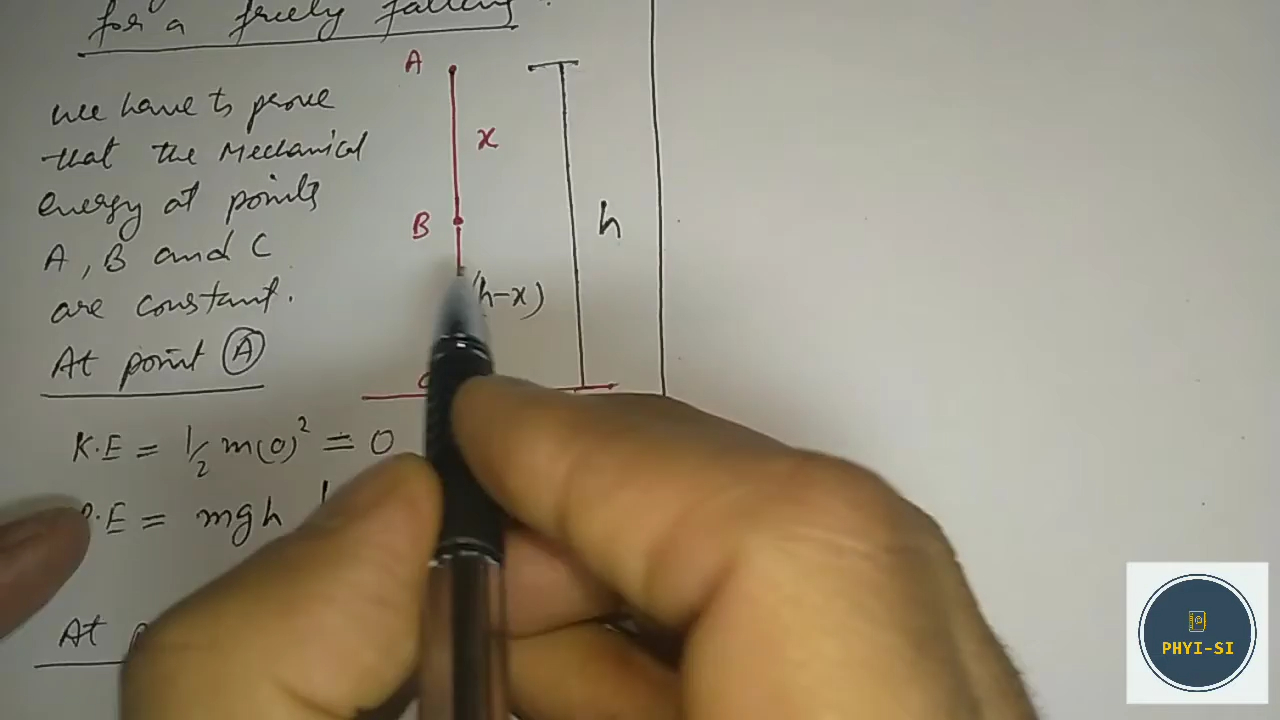 for a freely falling
we have to prove
that the Mechanical
energy at points
A, B and C
are constant.
At point A
K.E = 1/2 m(0)² = 0
P.E = mgh
At
A
x
B
h
(h-x)
PHYI-SI